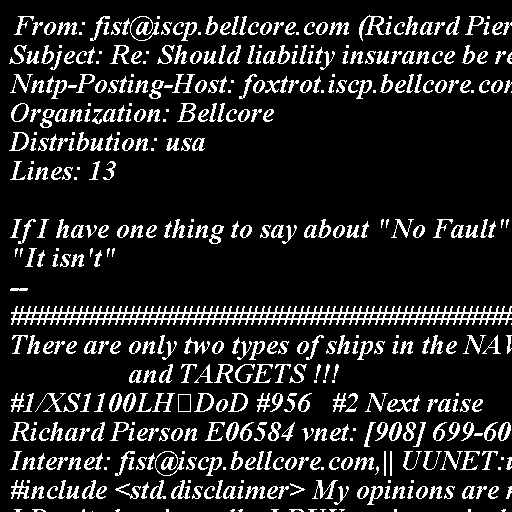 From: fist@iscp.bellcore.com (Richard Pier
Subject: Re: Should liability insurance be re
Nntp-Posting-Host: foxtrot.iscp.bellcore.com
Organization: Bellcore
Distribution: usa
Lines: 13

If I have one thing to say about "No Fault"
"It isn't"
--
##########################################
There are only two types of ships in the NAV
and TARGETS !!!
#1/XS1100LH□DoD #956 #2 Next raise
Richard Pierson E06584 vnet: [908] 699-60
Internet: fist@iscp.bellcore.com,|| UUNET:u
#include <std.disclaimer> My opinions are